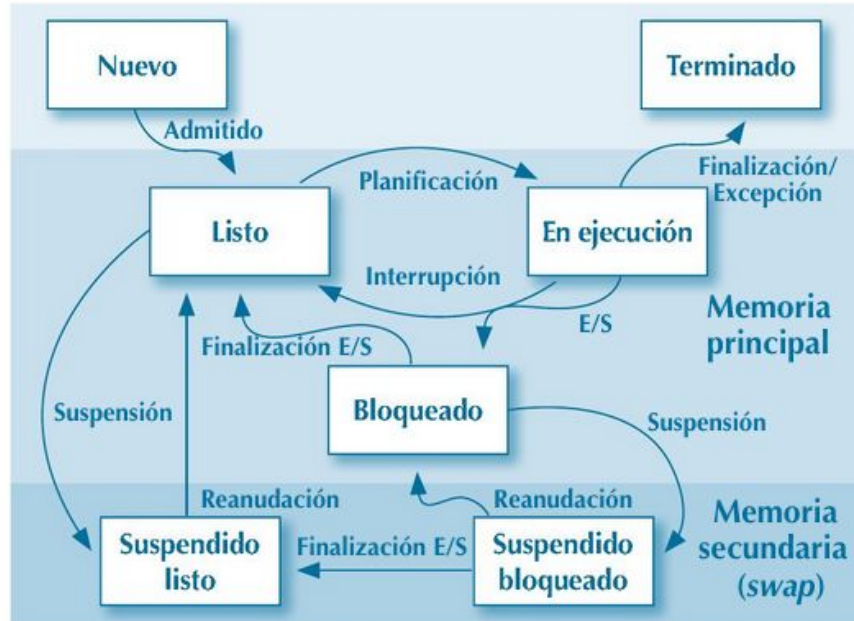 Nuevo
Terminado
Admitido
Planificación
Finalización/
Excepción
Listo
En ejecución
Interrupción
E/S
Memoria
principal
Finalización E/S
Bloqueado
Suspensión
Suspensión
Reanudación
Reanudación
Memoria
secundaria
(swap)
Suspendido
listo
Finalización E/S
Suspendido
bloqueado